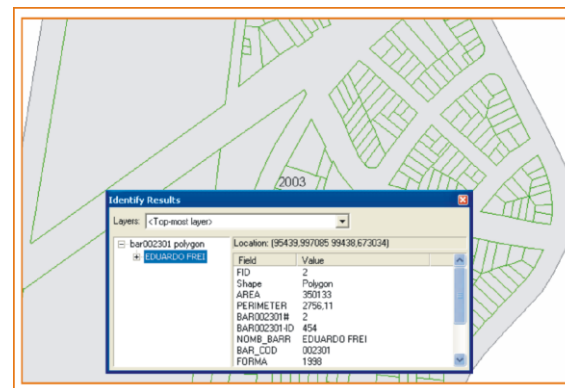 2003
Identify Results
Layers: <Top-most layer>
bar002301 polygon
EDUARDO FREI
Location: (95439,997085 99438,673034)
Field Value
FID 2
Shape Polygon
AREA 350133
PERIMETER 2756,11
BAR002301# 2
BAR002301-ID 454
NOMB_BARR EDUARDO FREI
BAR_COD 002301
FORMA 1998